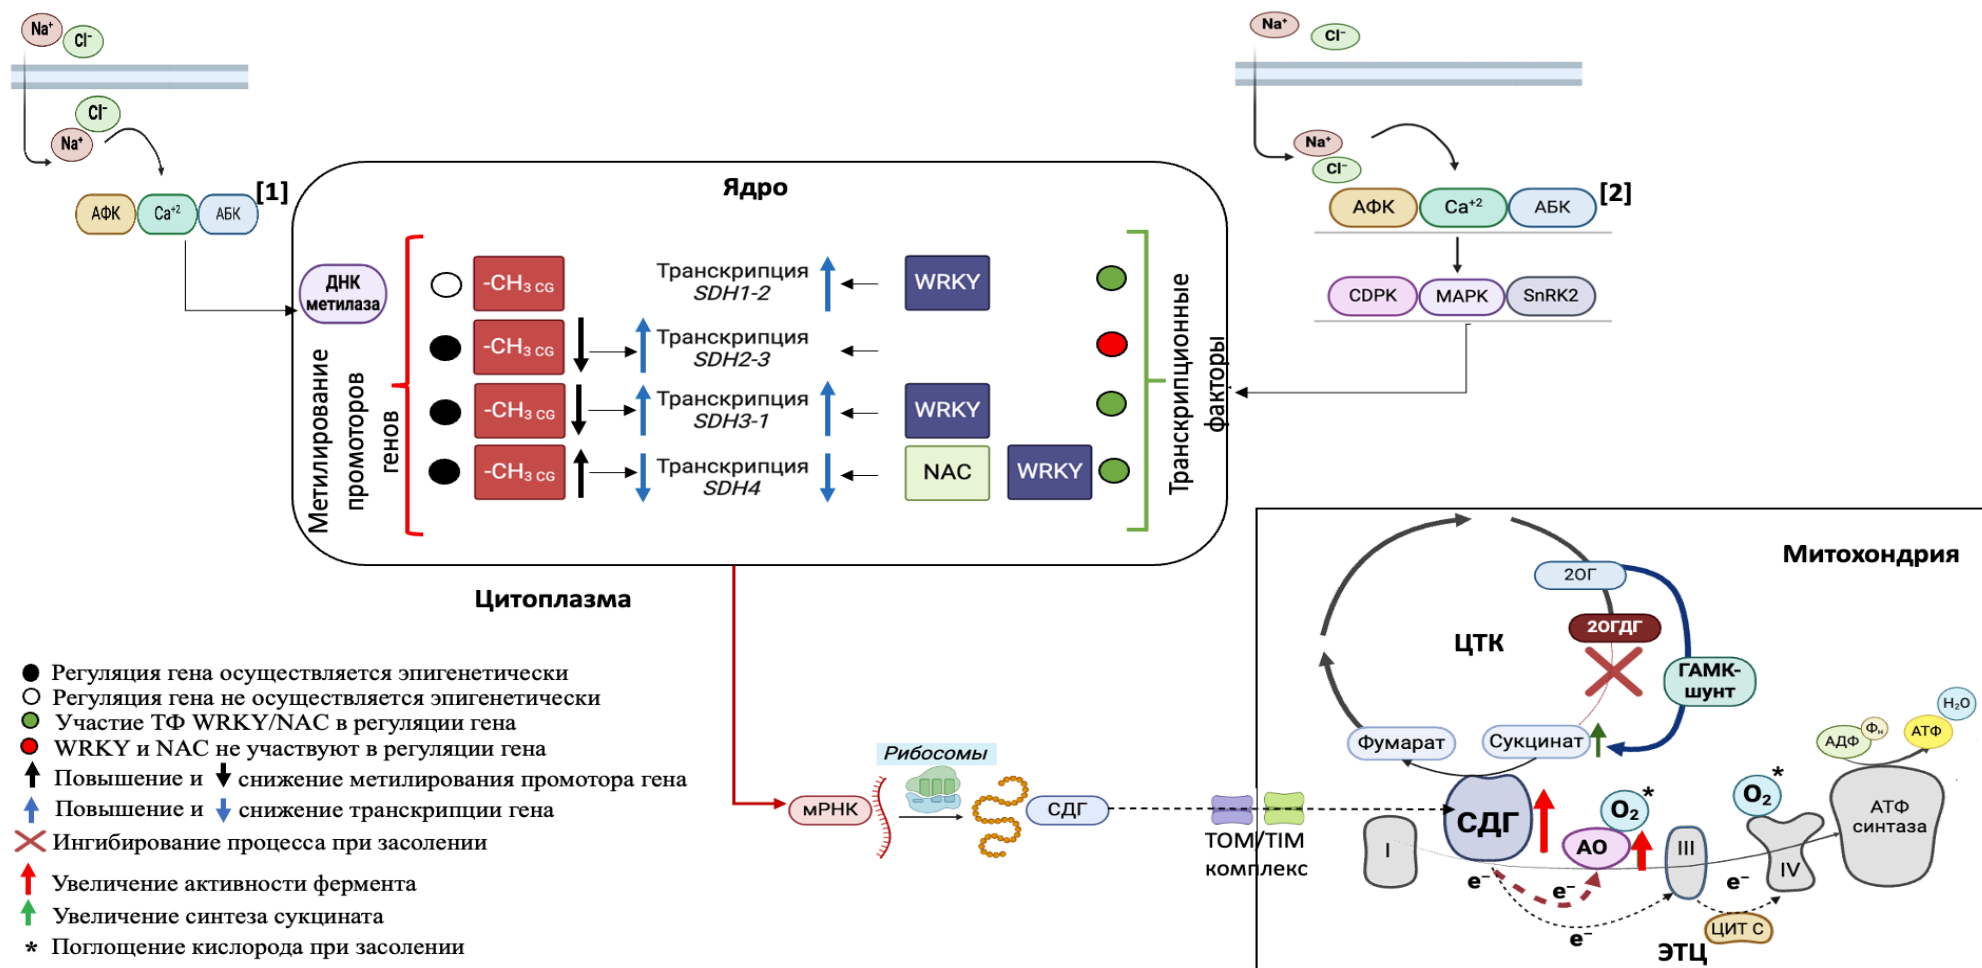 Na⁺
Cl⁻
Cl⁻
Na⁺
АФК
Ca⁺²
АБК
[1]
Na⁺
Cl⁻
Na⁺
Cl⁻
АФК
Ca⁺²
АБК
[2]
CDPK
МАРК
SnRK2
Ядро
ДНК
метилаза
Метилирование
промоторов
генов
-CH₃ CG
Транскрипция
SDH1-2
WRKY
-CH₃ CG
Транскрипция
SDH2-3
-CH₃ CG
Транскрипция
SDH3-1
WRKY
-CH₃ CG
Транскрипция
SDH4
NAC
WRKY
Транскрипционные
факторы
Цитоплазма
Регуляция гена осуществляется эпигенетически
Регуляция гена не осуществляется эпигенетически
Участие ТФ WRKY/NAC в регуляции гена
WRKY и NAC не участвуют в регуляции гена
Повышение и снижение метилирования промотора гена
Повышение и снижение транскрипции гена
Ингибирование процесса при засолении
Увеличение активности фермента
Увеличение синтеза сукцината
* Поглощение кислорода при засолении
мРНК
Рибосомы
СДГ
TOM/TIM
комплекс
Митохондрия
2ОГ
2ОГДГ
ЦТК
ГАМК-
шунт
Фумарат
Сукцинат
СДГ
I
АО
O₂
*
III
IV
O₂
*
АДФ
Фн
АТФ
H₂O
АТФ
синтаза
e⁻
e⁻
e⁻
e⁻
ЦИТ С
ЭТЦ